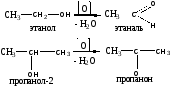 CH₃—CH₂—OH |O| - H₂O CH₃—C O H
этанол этаналь
CH₃—CH—CH₃ |O| - H₂O CH₃—C—CH₃
OH O
пропанол-2 пропанон